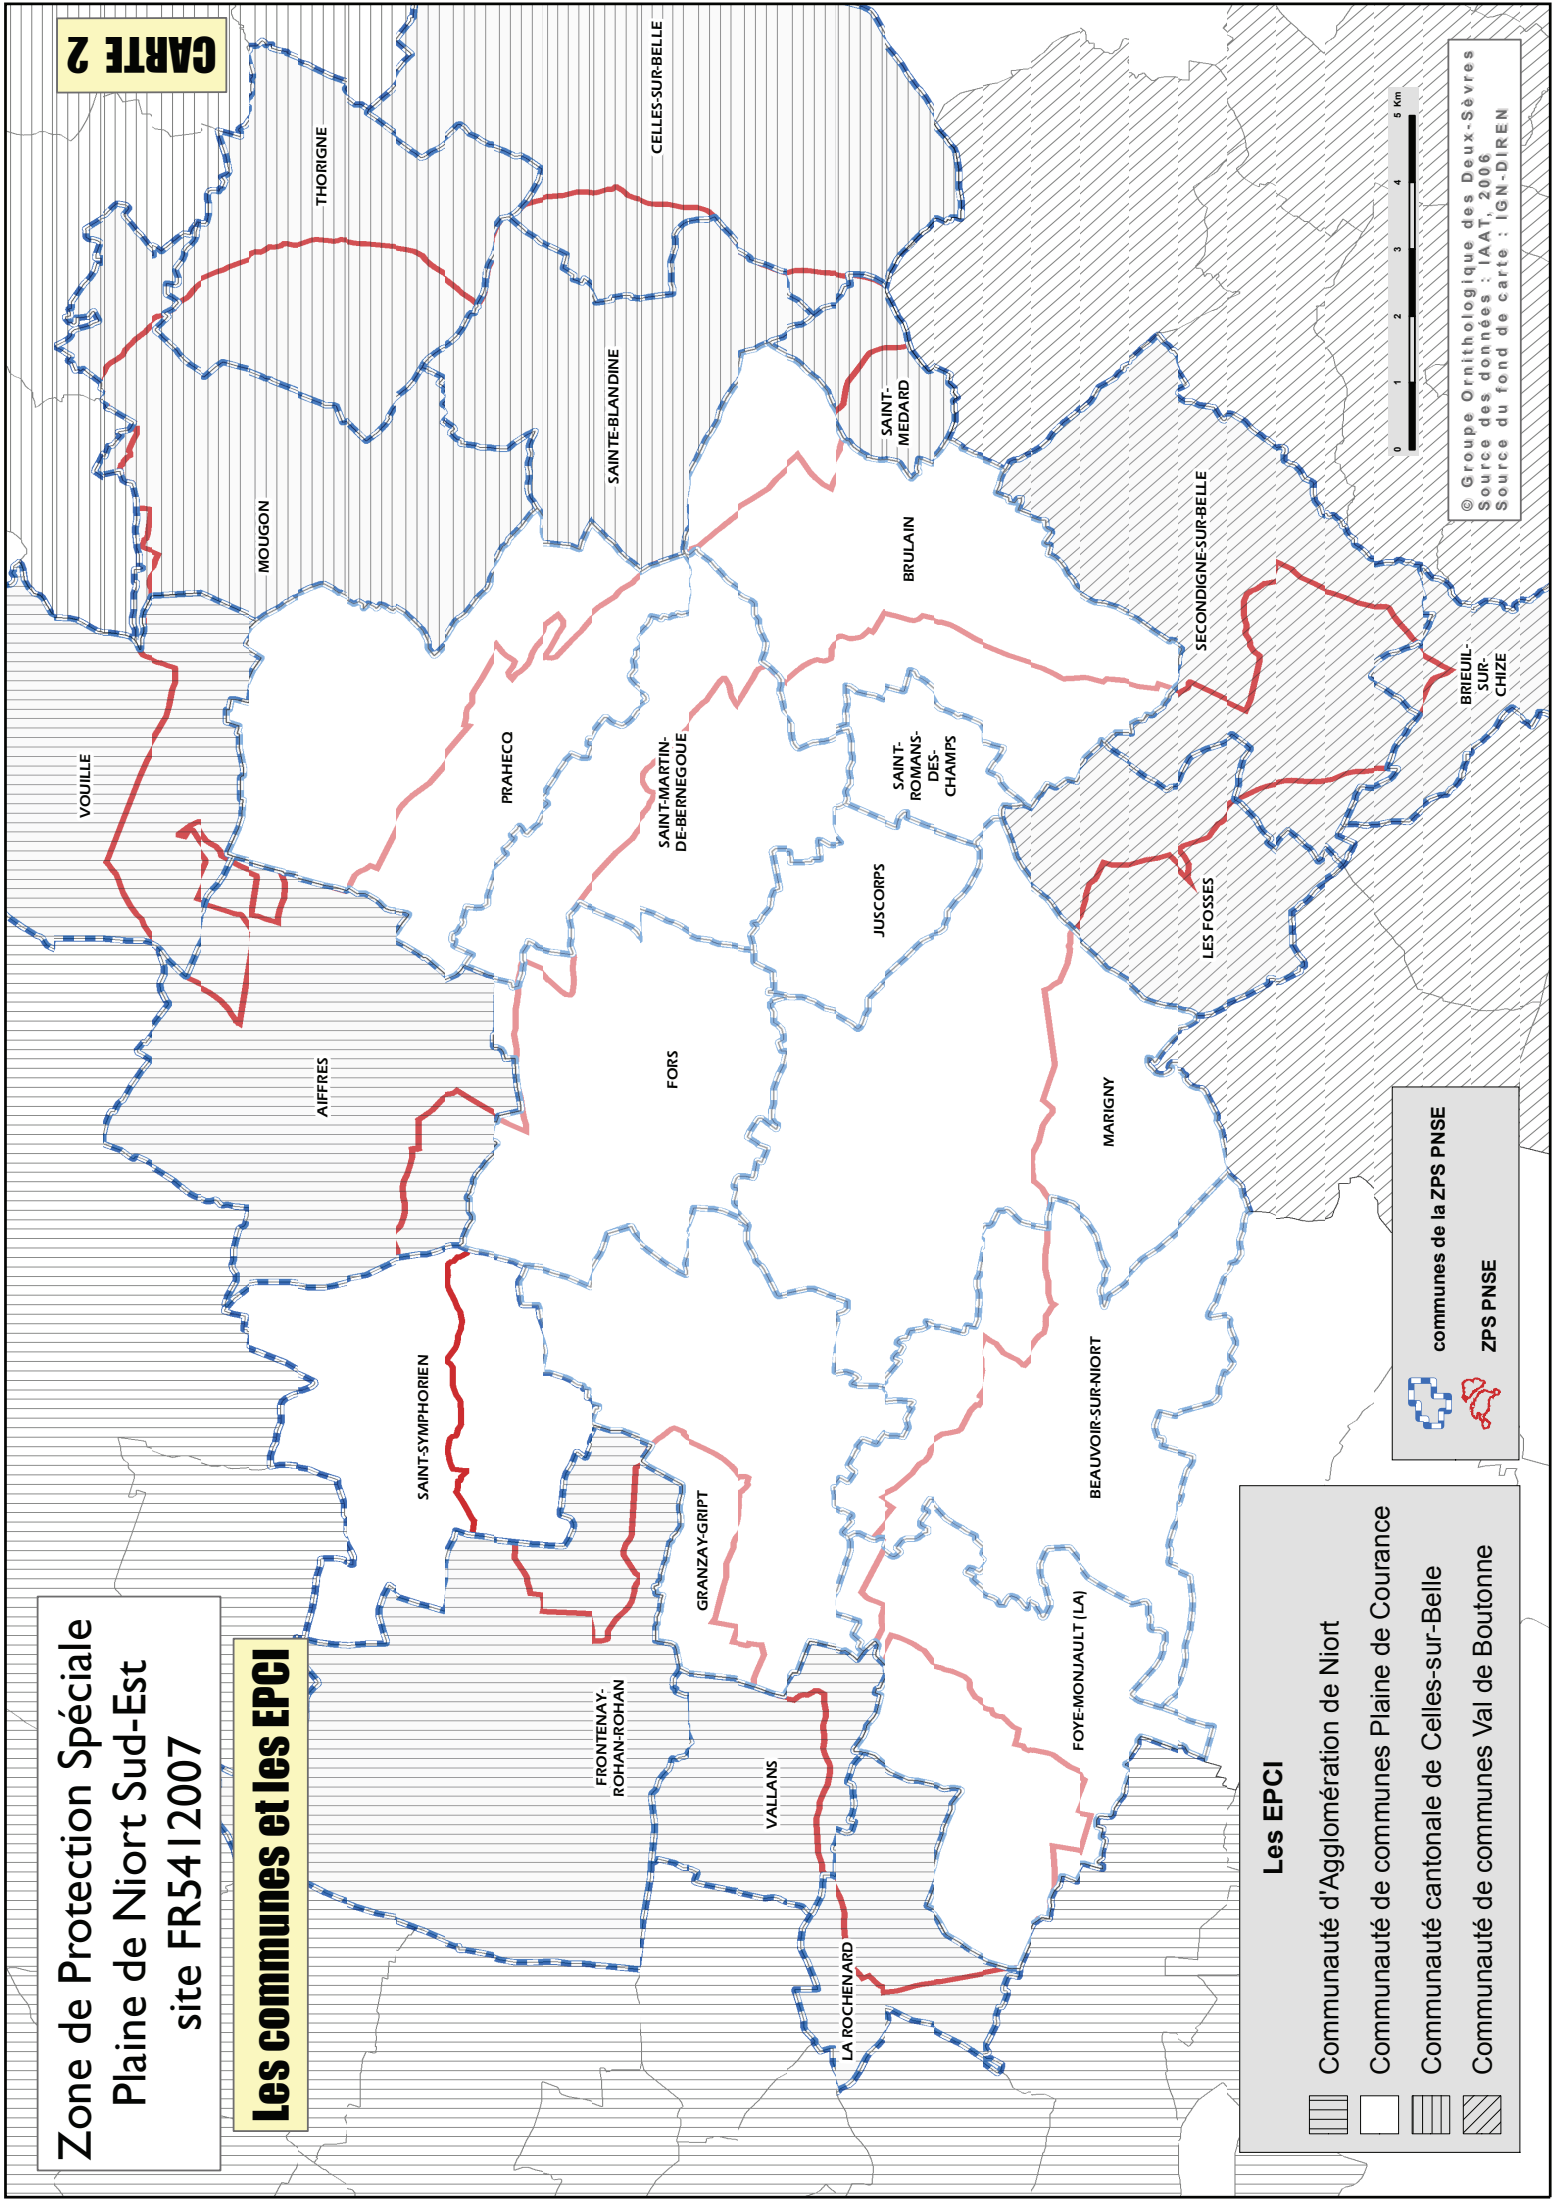 Zone de Protection Spéciale
Plaine de Niort Sud-Est
site FR5412007
Les communes et les EPCI
CARTE 2
VOUILLE
MOUGON
THORIGNE
AIFFRES
SAINT-SYMPHORIEN
PRAHECQ
SAINTE-BLANDINE
CELLES-SUR-BELLE
FRONTENAY-
ROHAN-ROHAN
GRANZAY-GRIPT
FORS
SAINT-MARTIN-
DE-BERNEGOUE
VALLANS
LA ROCHENARD
JUSCORPS
SAINT-
ROMANS-
DES-
CHAMPS
BRULAIN
SAINT-
MEDARD
FOYE-MONJAULT (LA)
BEAUVOIR-SUR-NIORT
MARIGNY
LES FOSSES
SECONDIGNE-SUR-BELLE
BRIEUIL-
SUR-
CHIZE
Les EPCI
Communauté d'Agglomération de Niort
Communauté de communes Plaine de Courance
Communauté cantonale de Celles-sur-Belle
Communauté de communes Val de Boutonne
communes de la ZPS PNSE
ZPS PNSE
0 1 2 3 4 5 Km
© Groupe Ornithologique des Deux-Sèvres
Source des données : IAAT, 2006
Source du fond de carte : IGN-DIREN